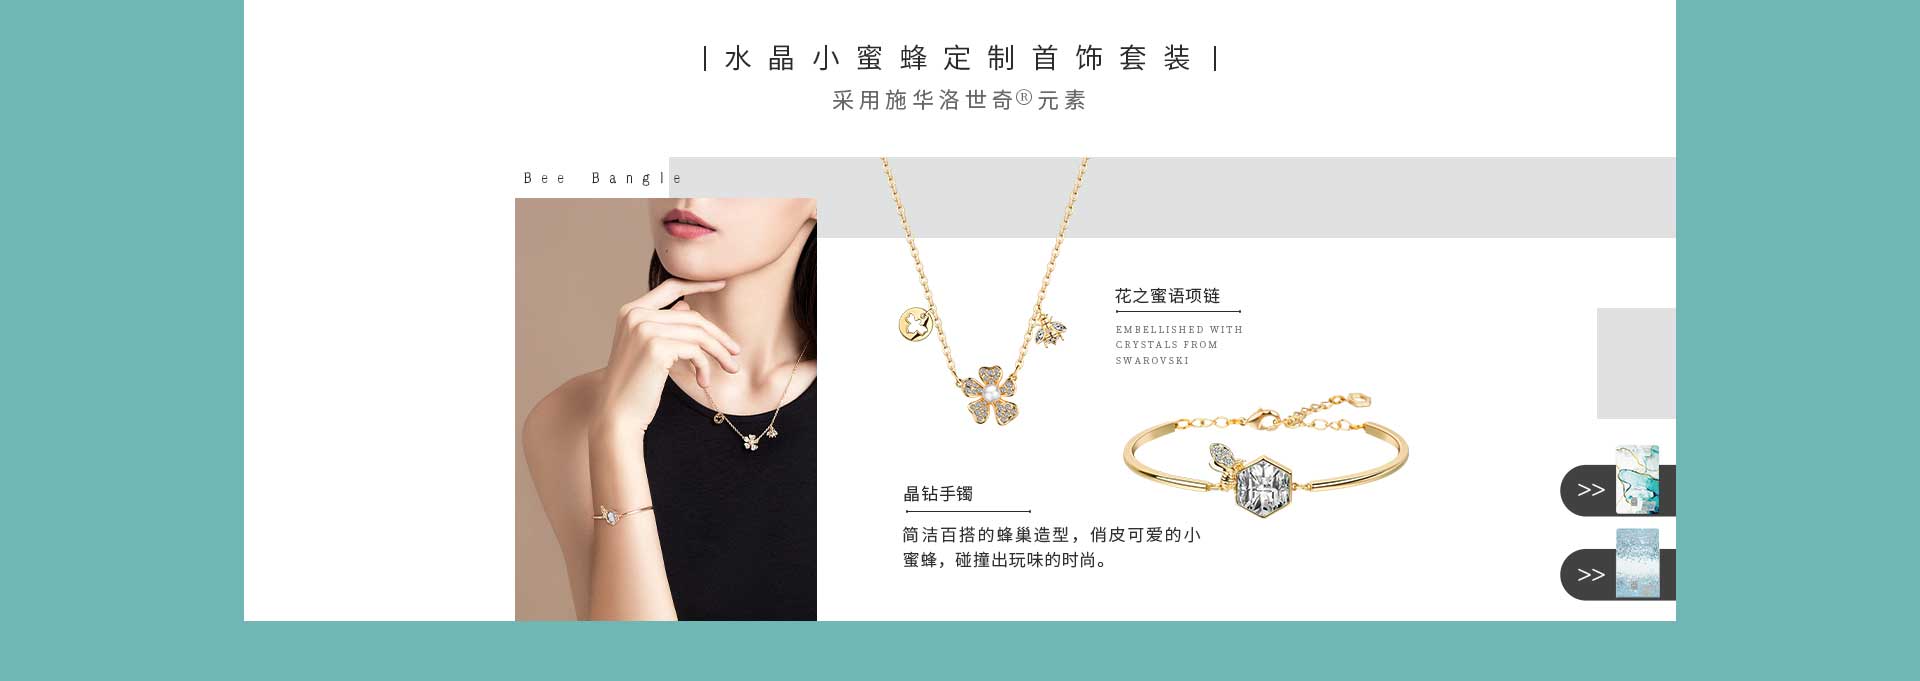 水晶小蜜蜂定制首饰套装
采用施华洛世奇®元素
Bee Bangle
花之蜜语项链
EMBELLISHED WITH
CRYSTALS FROM
SWAROVSKI
晶钻手镯
简洁百搭的蜂巢造型，俏皮可爱的小
蜜蜂，碰撞出玩味的时尚。
>>
>>